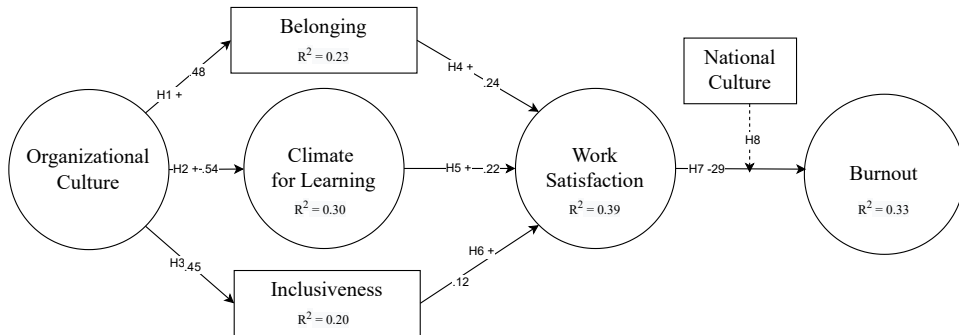 Belonging
R² = 0.23
H1 +
.48
H4 +
.24
National
Culture
H8
Organizational
Culture
H2 +
-.54
Climate
for Learning
R² = 0.30
H5 +
-.22
Work
Satisfaction
R² = 0.39
H7 -29
Burnout
R² = 0.33
H3
.45
H6 +
.12
Inclusiveness
R² = 0.20